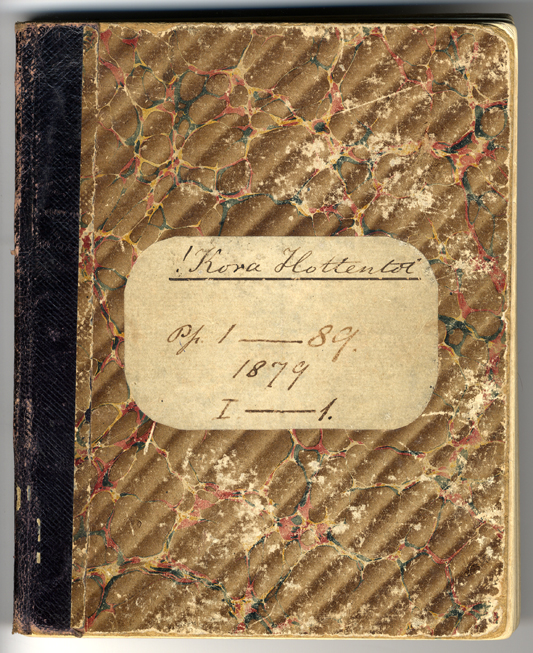 ! Kora Hottentot
Pp. 1 — 89.
1879
I — 1.